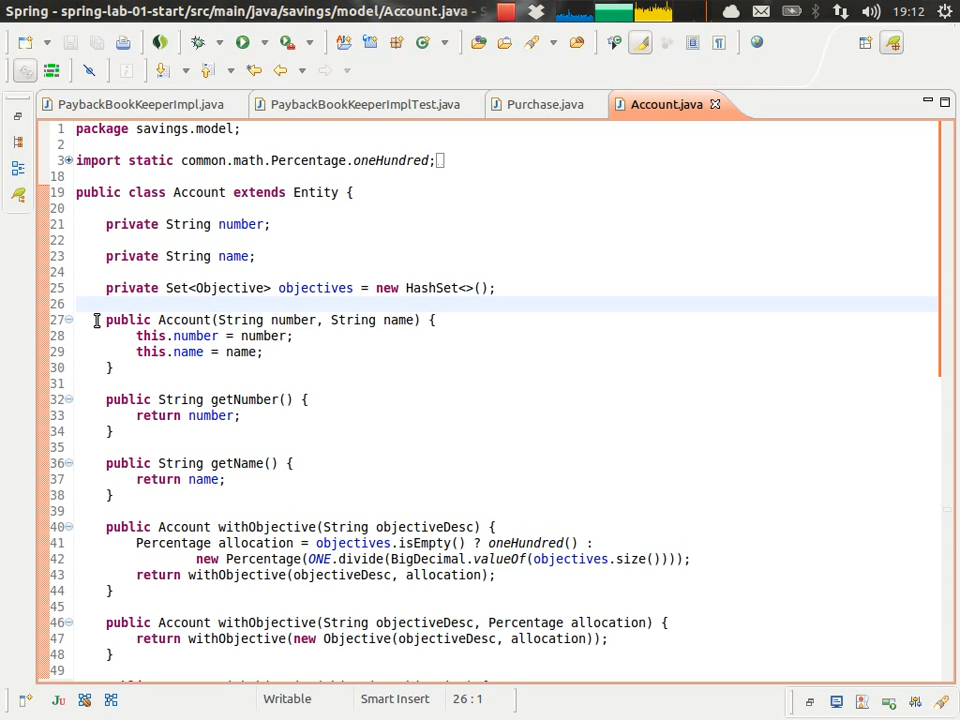 Spring - spring-lab-01-start/src/main/java/savings/model/Account.java - S
19:12
PaybackBookKeeperImpl.java
PaybackBookKeeperImplTest.java
Purchase.java
Account.java
1 package savings.model;
2
3 import static common.math.Percentage.oneHundred;
18
19 public class Account extends Entity {
20
21 private String number;
22
23 private String name;
24
25 private Set<Objective> objectives = new HashSet<>();
26
27 public Account(String number, String name) {
28 this.number = number;
29 this.name = name;
30 }
31
32 public String getNumber() {
33 return number;
34 }
35
36 public String getName() {
37 return name;
38 }
39
40 public Account withObjective(String objectiveDesc) {
41 Percentage allocation = objectives.isEmpty() ? oneHundred() :
42 new Percentage(ONE.divide(BigDecimal.valueOf(objectives.size())));
43 return withObjective(objectiveDesc, allocation);
44 }
45
46 public Account withObjective(String objectiveDesc, Percentage allocation) {
47 return withObjective(new Objective(objectiveDesc, allocation));
48 }
49
Writable
Smart Insert
26 : 1